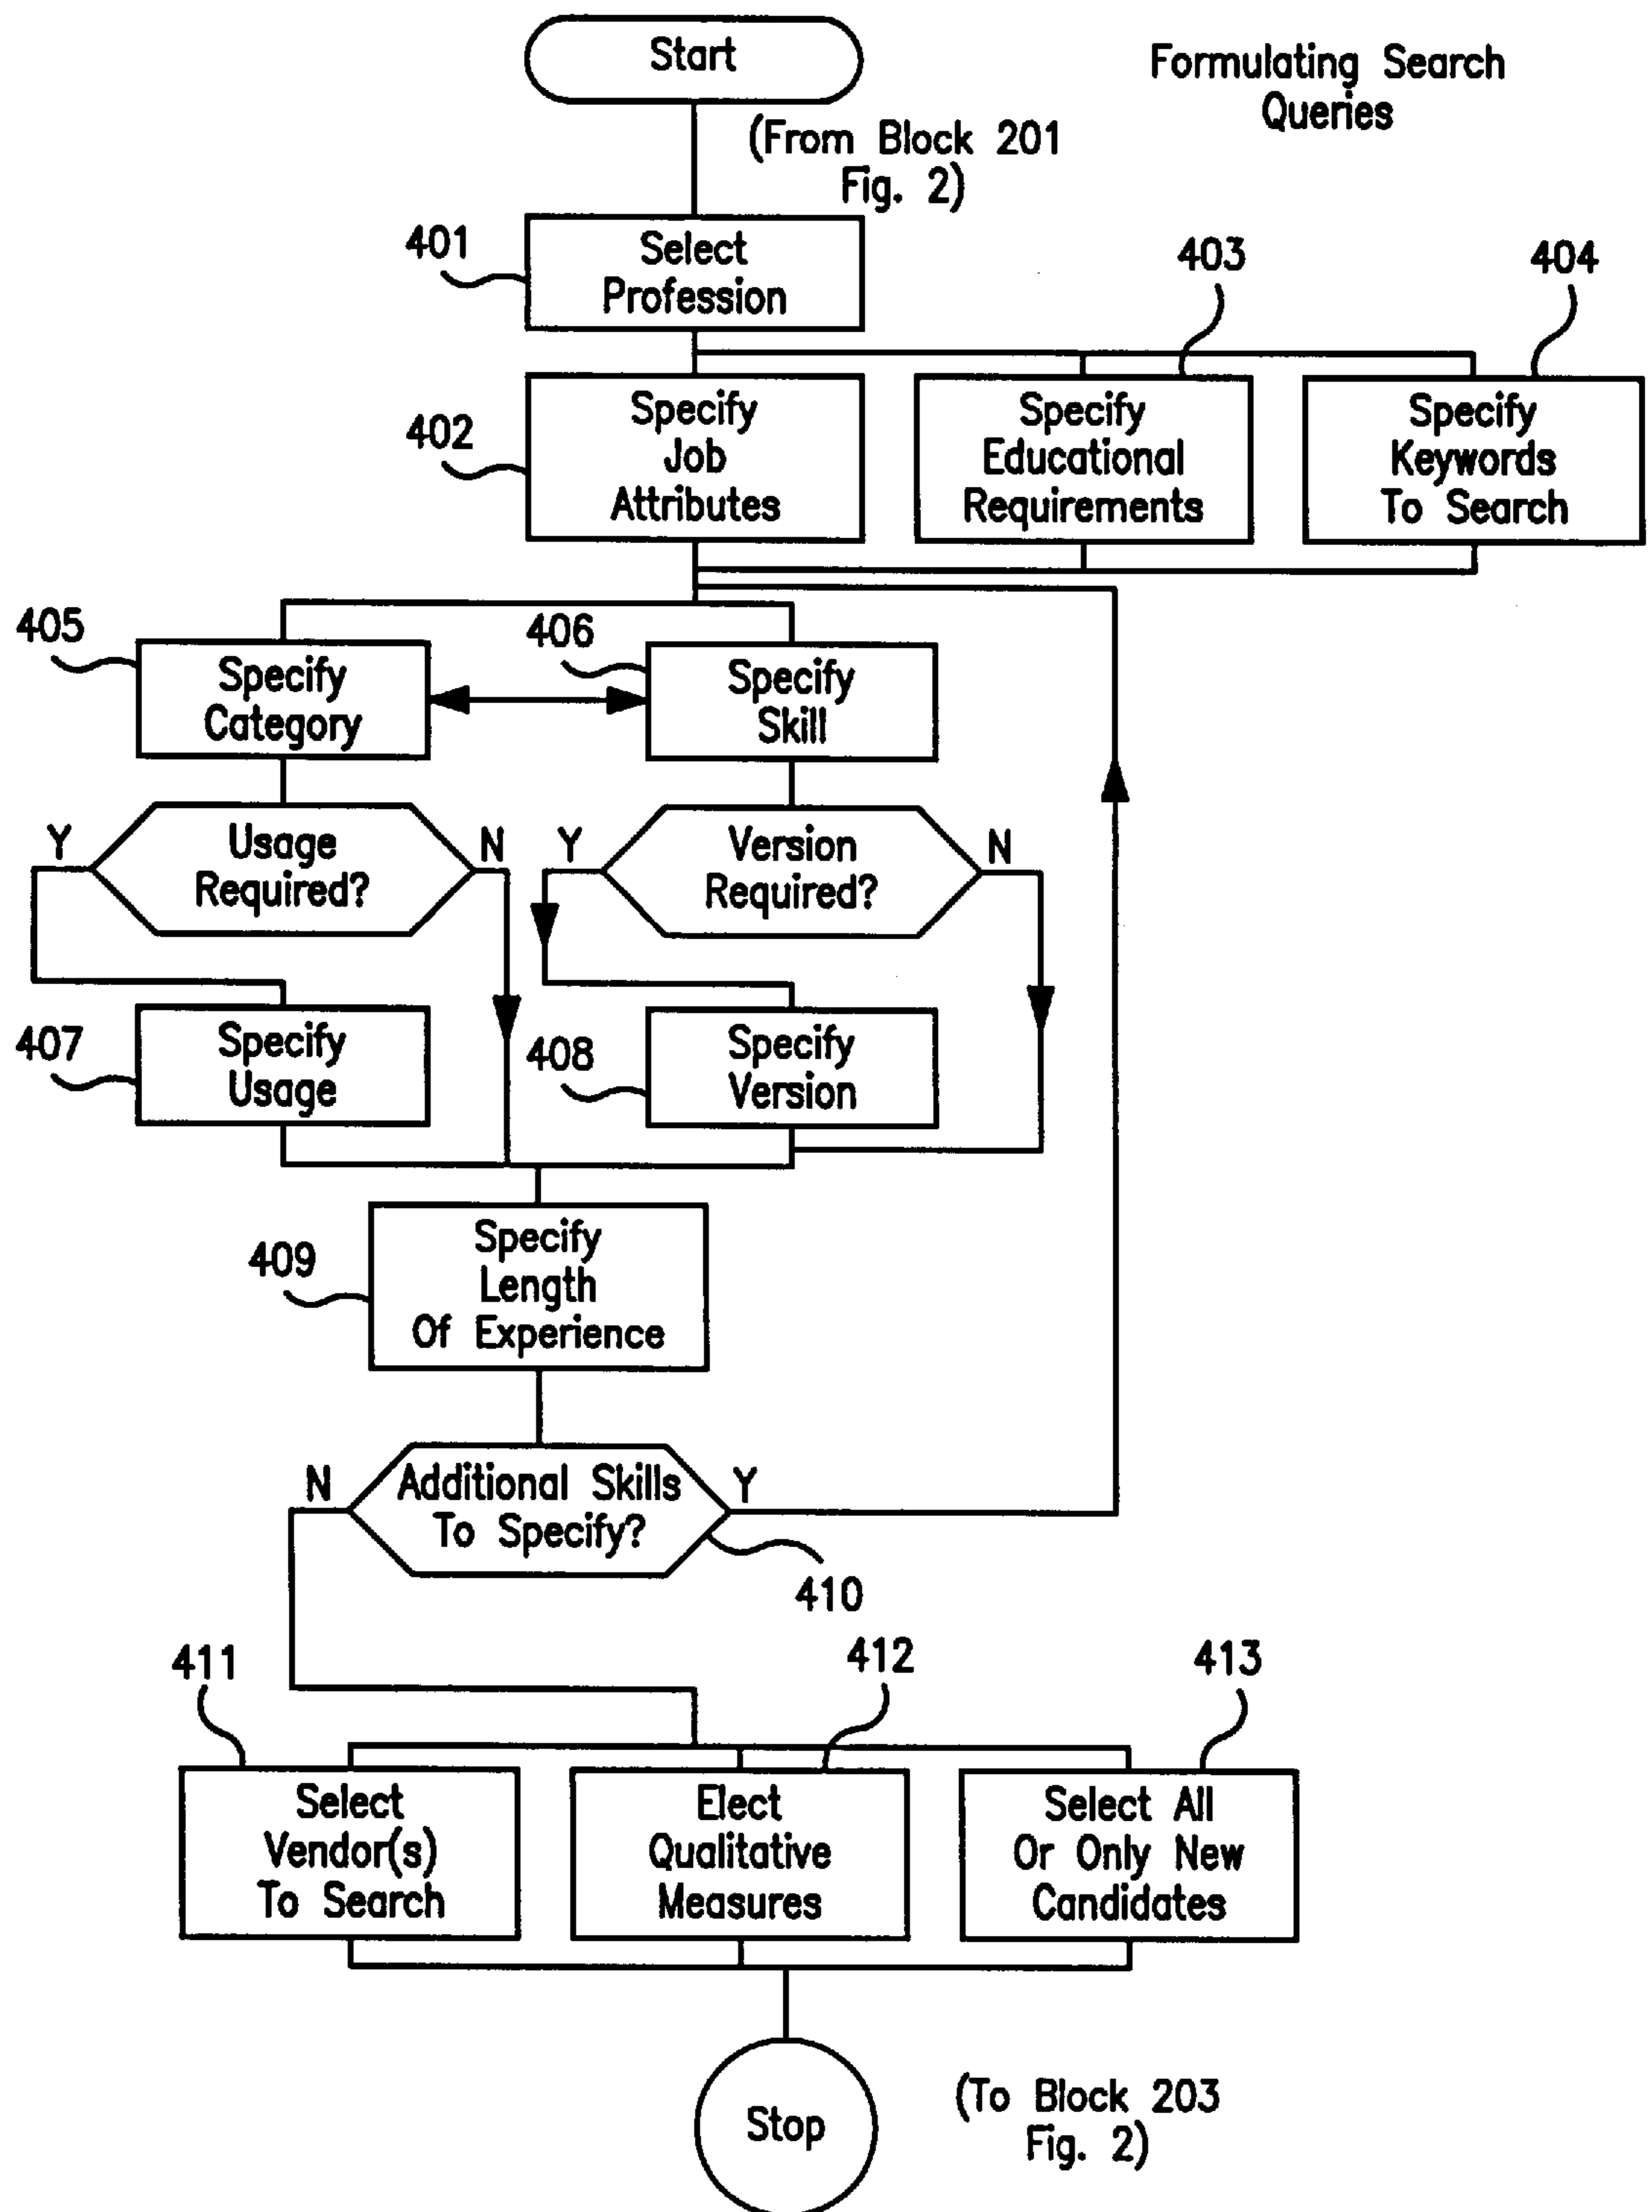 Start
Formulating Search
Queries
(From Block 201
Fig. 2)
401
Select
Profession
403
404
402
Specify
Job
Attributes
Specify
Educational
Requirements
Specify
Keywords
To Search
405
Specify
Category
406
Specify
Skill
Y
Usage
Required?
N
Y
Version
Required?
N
407
Specify
Usage
408
Specify
Version
409
Specify
Length
Of Experience
N
Additional Skills
To Specify?
Y
410
411
412
413
Select
Vendor(s)
To Search
Elect
Qualitative
Measures
Select All
Or Only New
Candidates
Stop
(To Block 203
Fig. 2)